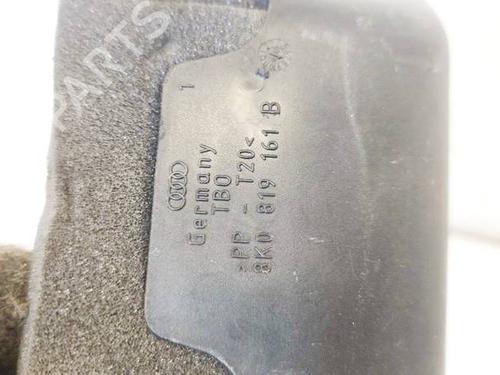 1
Germany
TBO
>PP - T20<
8K0 819 161 B
PARTS